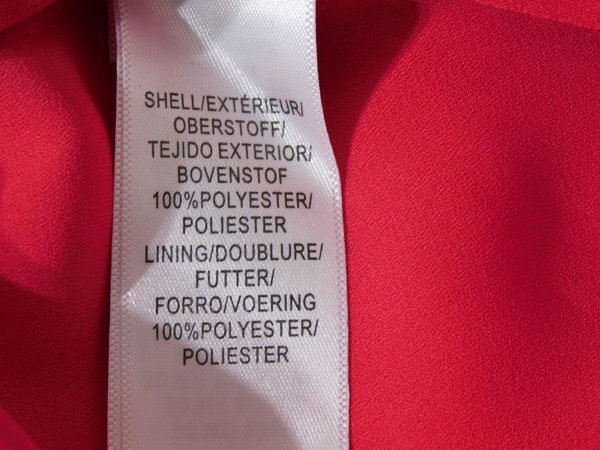 SHELL/EXTÉRIEUR/
OBERSTOFF/
TEJIDO EXTERIOR/
BOVENSTOF
100%POLYESTER/
POLIESTER
LINING/DOUBLURE/
FUTTER/
FORRO/VOERING
100%POLYESTER/
POLIESTER